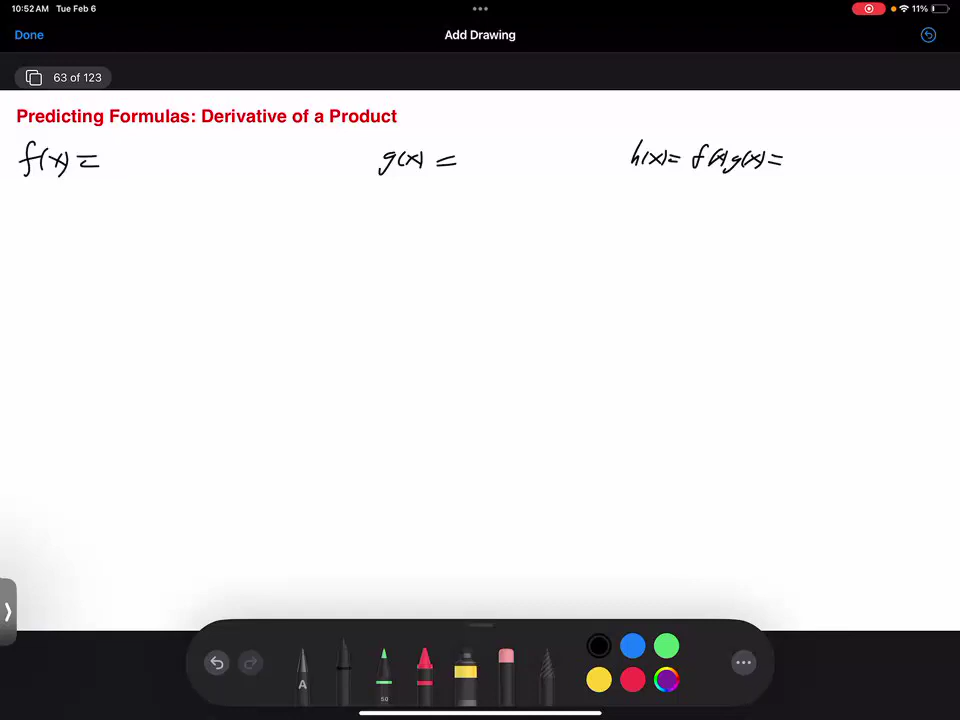 10:52 AM Tue Feb 6
11%
Done
Add Drawing
63 of 123
Predicting Formulas: Derivative of a Product
f(x) = g(x) = h(x) = f(x)g(x) =
A
50